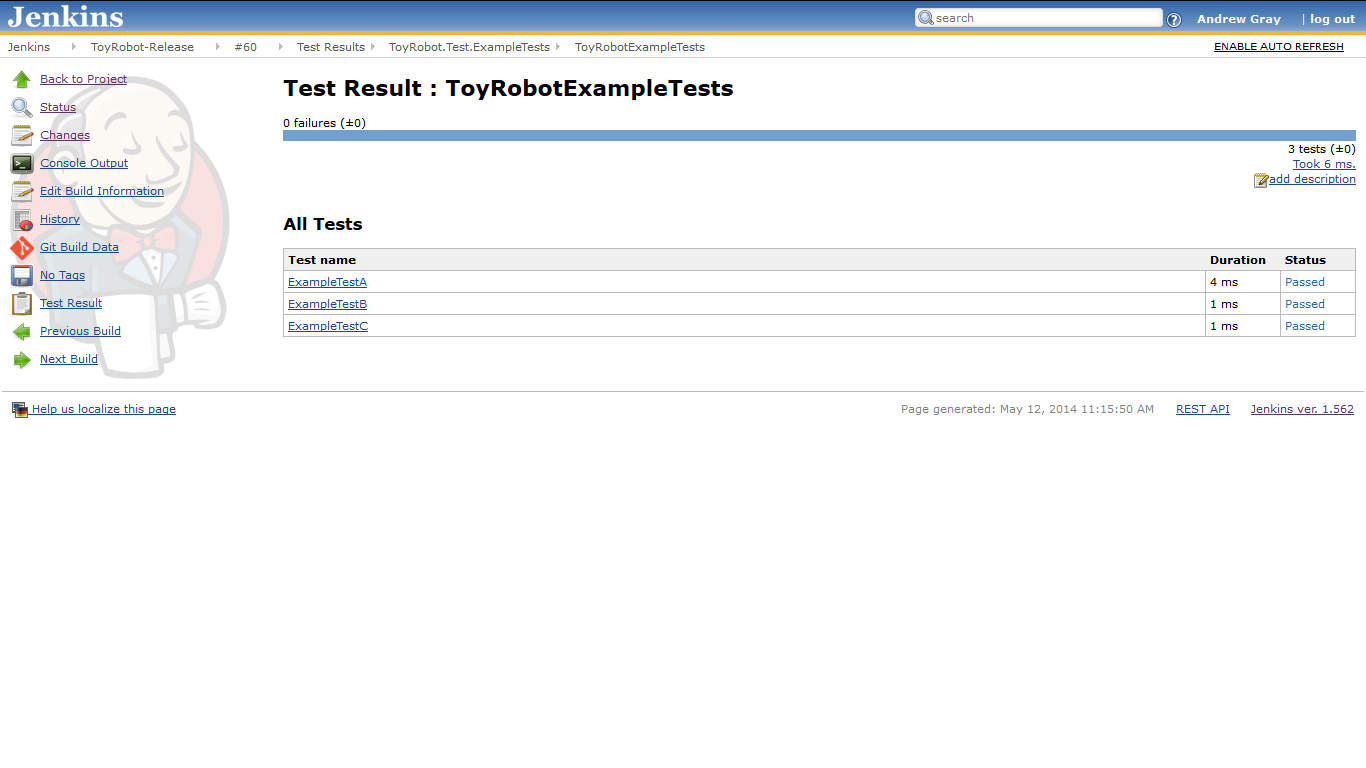 Jenkins
search
Andrew Gray | log out
Jenkins ToyRobot-Release #60 Test Results ToyRobot.Test.ExampleTests ToyRobotExampleTests ENABLE AUTO REFRESH
Back to Project
Status
Changes
Console Output
Edit Build Information
History
Git Build Data
No Tags
Test Result
Previous Build
Next Build
Test Result : ToyRobotExampleTests
0 failures (±0)
3 tests (±0)
Took 6 ms.
add description
All Tests
Test name Duration Status
ExampleTestA 4 ms Passed
ExampleTestB 1 ms Passed
ExampleTestC 1 ms Passed
Help us localize this page Page generated: May 12, 2014 11:15:50 AM REST API Jenkins ver. 1.562